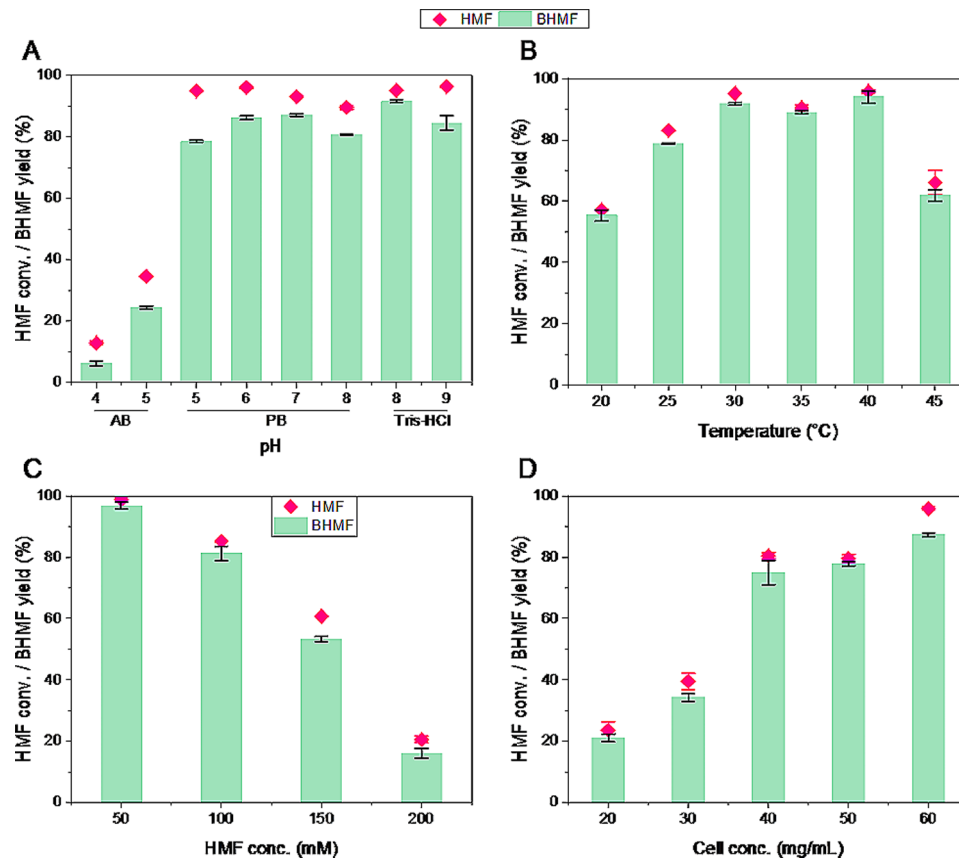 HMF BHMF
A
HMF conv. / BHMF yield (%)
100
80
60
40
20
0
4 5 5 6 7 8 8 9
AB PB Tris-HCl
pH
B
HMF conv. / BHMF yield (%)
100
80
60
40
20
0
20 25 30 35 40 45
Temperature (°C)
C
HMF conv. / BHMF yield (%)
100
80
60
40
20
0
HMF
BHMF
50 100 150 200
HMF conc. (mM)
D
HMF conv. / BHMF yield (%)
100
80
60
40
20
0
20 30 40 50 60
Cell conc. (mg/mL)